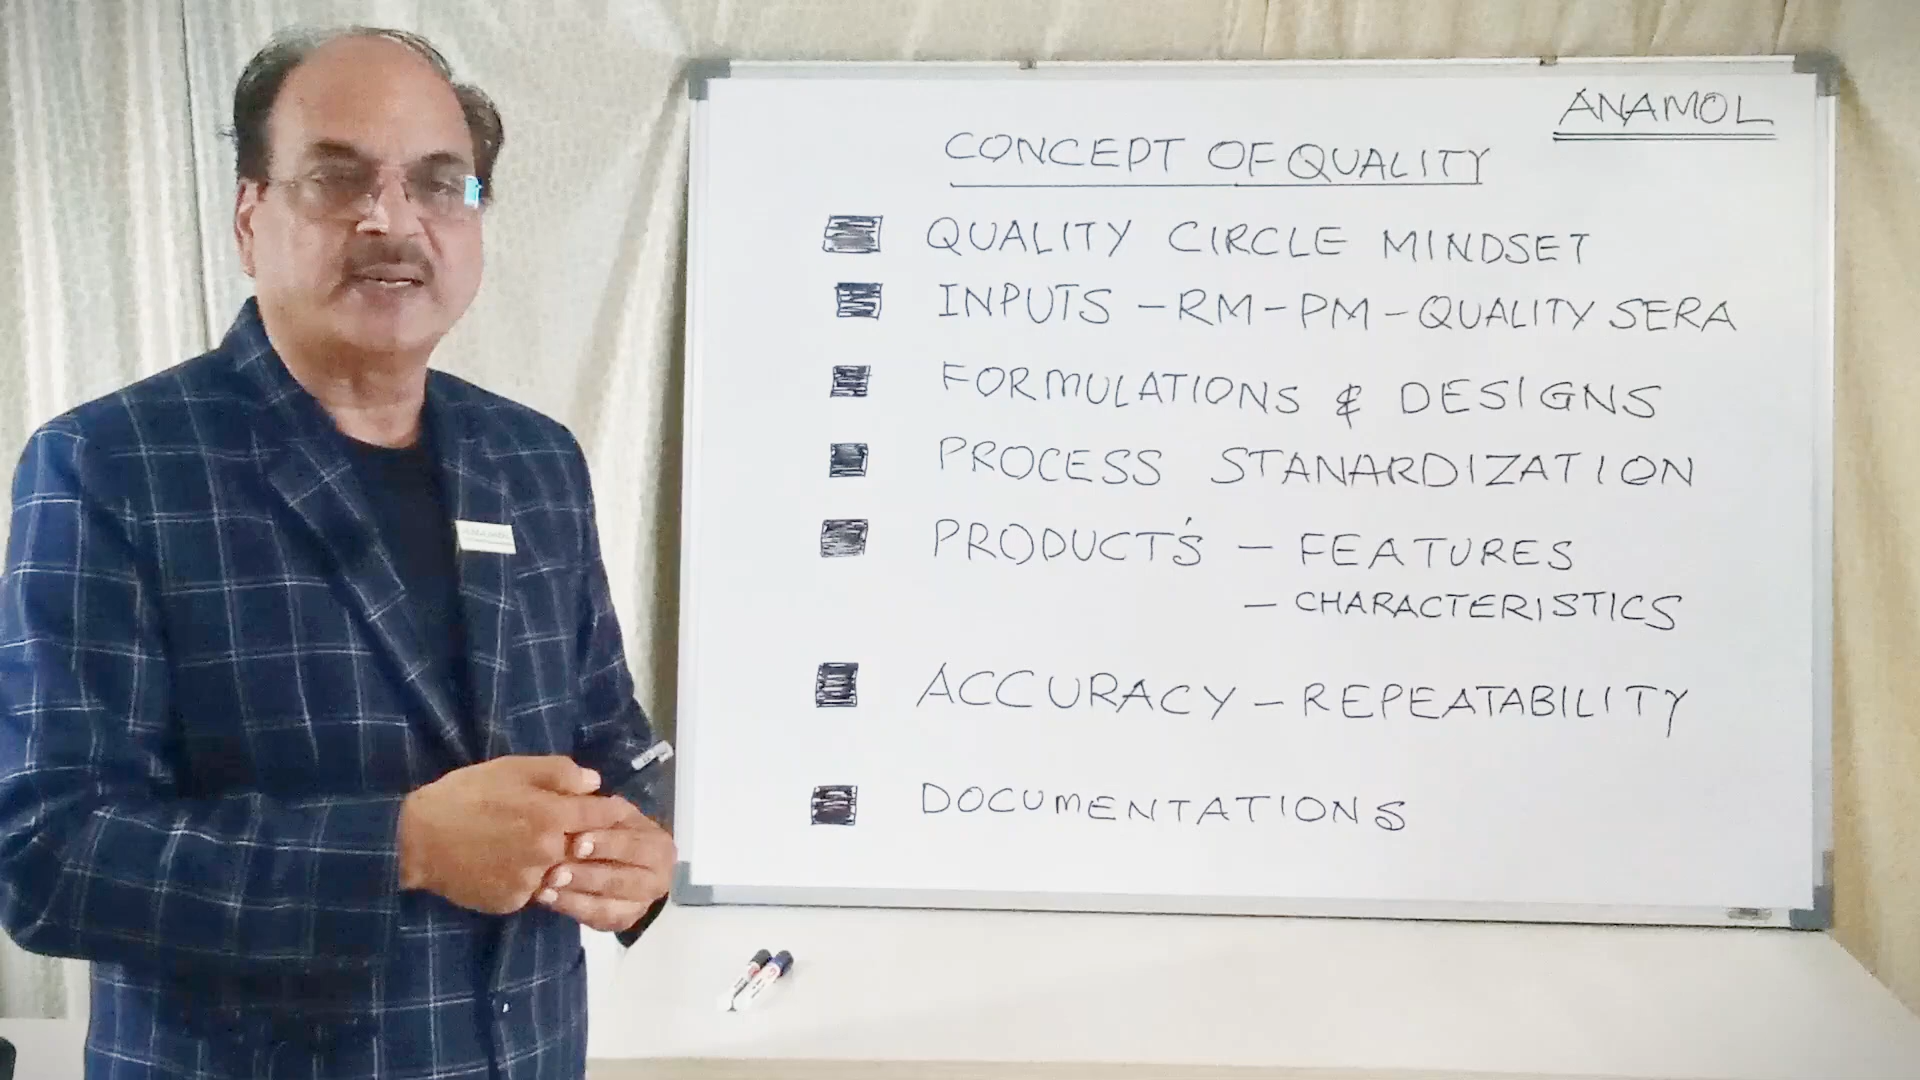 ANAMOL
CONCEPT OF QUALITY
QUALITY CIRCLE MINDSET
INPUTS - RM - PM - QUALITY SERA
FORMULATIONS & DESIGNS
PROCESS STANARDIZATION
PRODUCT'S - FEATURES
- CHARACTERISTICS
ACCURACY - REPEATABILITY
DOCUMENTATIONS